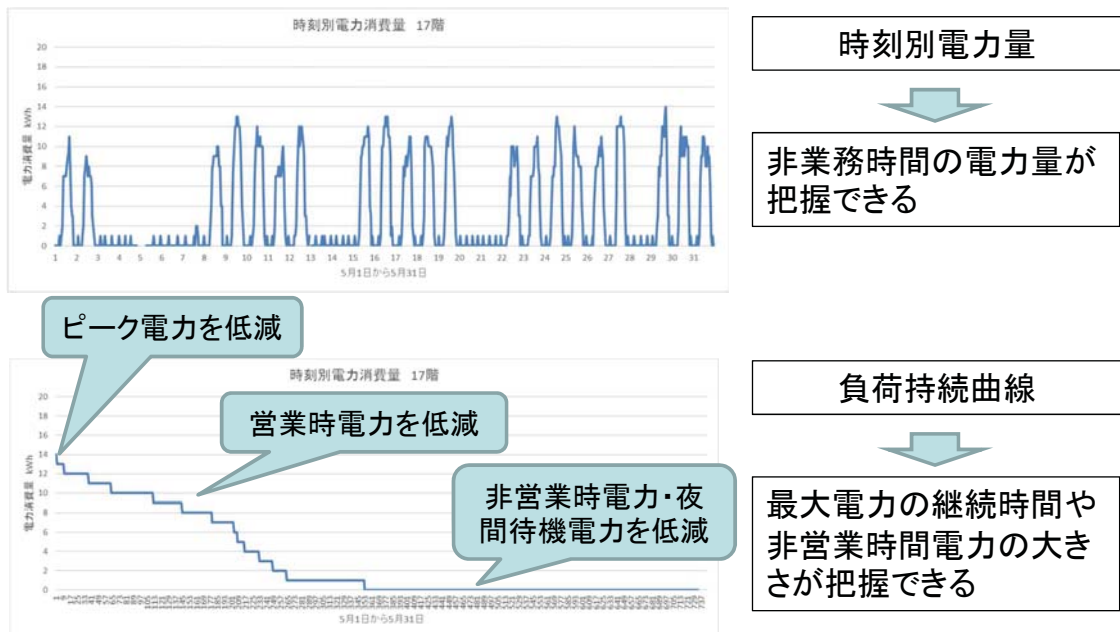 時刻別電力消費量 17階
20
18
16
14
12
10
8
6
4
2
0
電力消費量 kWh
1 2 3 4 5 6 7 8 9 10 11 12 13 14 15 16 17 18 19 20 21 22 23 24 25 26 27 28 29 30 31
5月1日から5月31日
時刻別電力量
非業務時間の電力量が
把握できる
ピーク電力を低減
時刻別電力消費量 17階
20
18
16
14
12
10
8
6
4
2
0
電力消費量 kWh
営業時電力を低減
非営業時電力・夜
間待機電力を低減
5月1日から5月31日
負荷持続曲線
最大電力の継続時間や
非営業時間電力の大き
さが把握できる